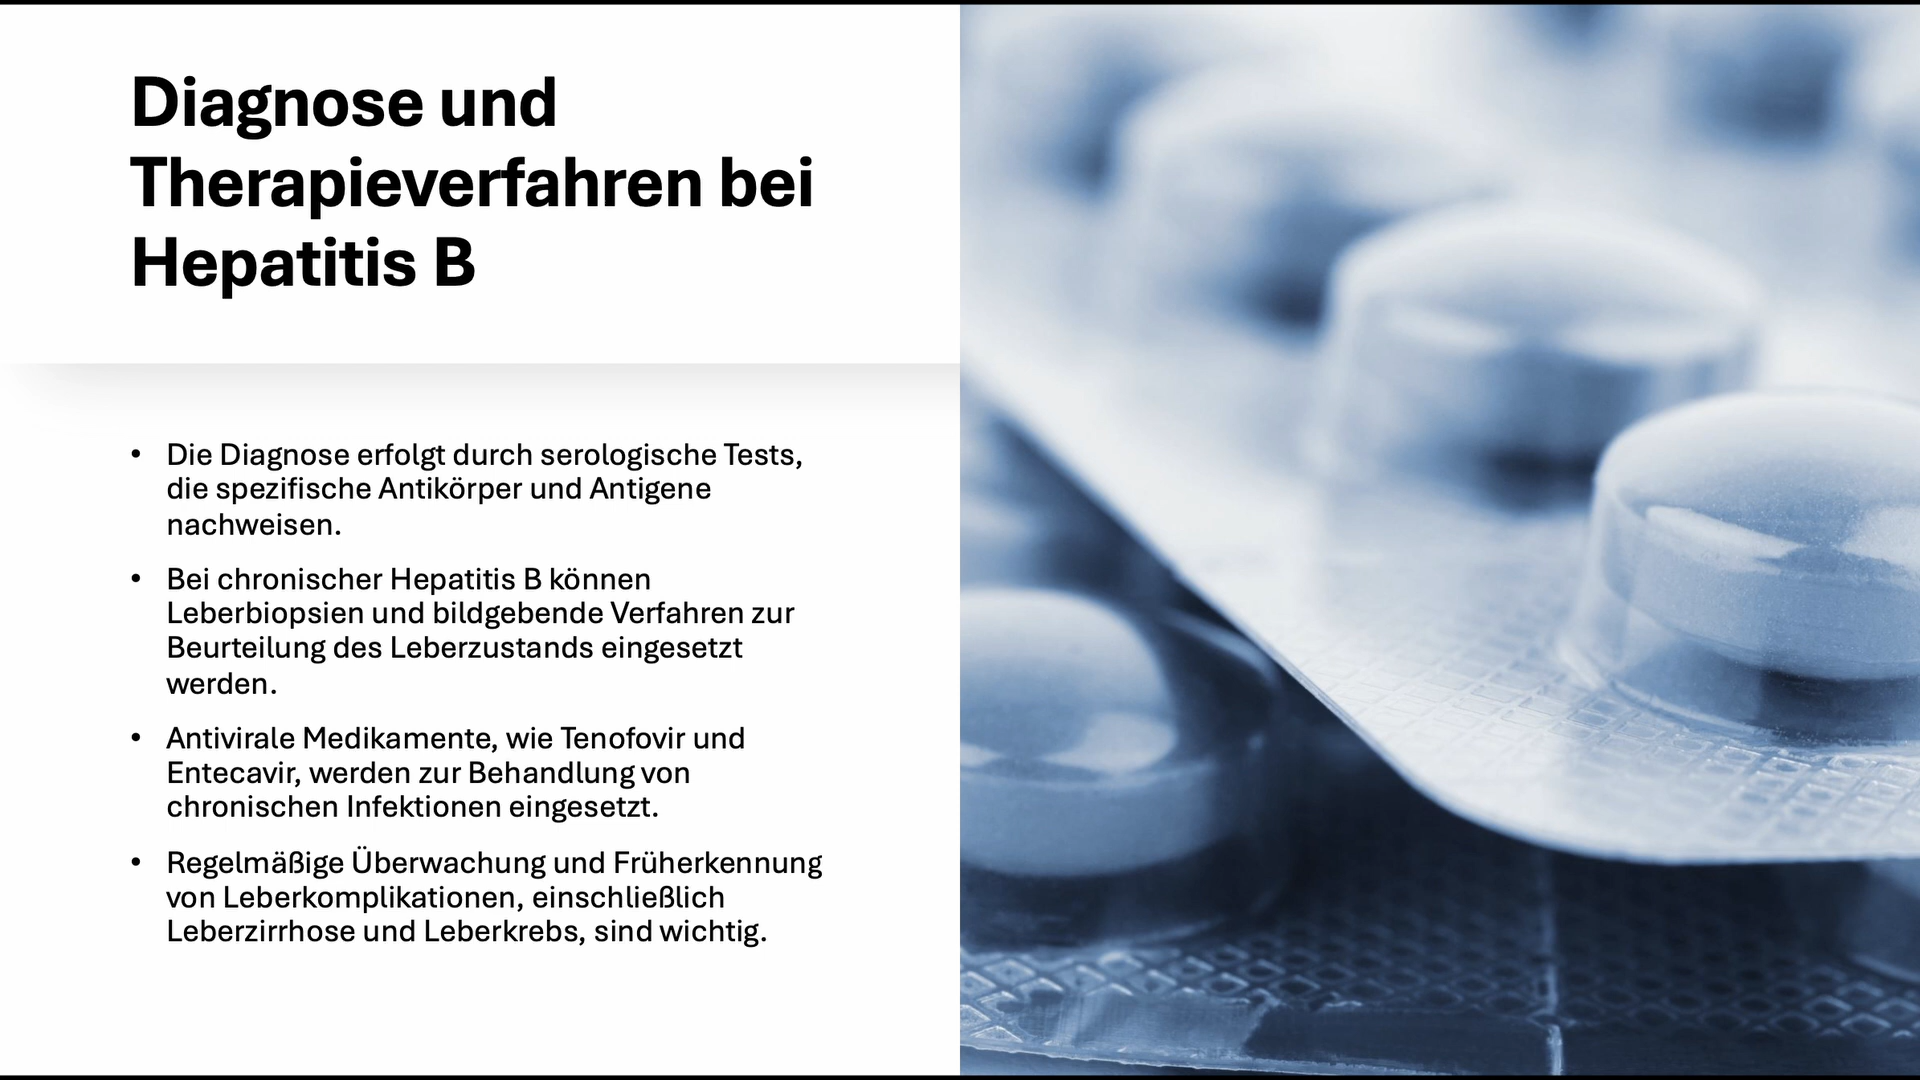 Diagnose und
Therapieverfahren bei
Hepatitis B
• Die Diagnose erfolgt durch serologische Tests,
die spezifische Antikörper und Antigene
nachweisen.
• Bei chronischer Hepatitis B können
Leberbiopsien und bildgebende Verfahren zur
Beurteilung des Leberzustands eingesetzt
werden.
• Antivirale Medikamente, wie Tenofovir und
Entecavir, werden zur Behandlung von
chronischen Infektionen eingesetzt.
• Regelmäßige Überwachung und Früherkennung
von Leberkomplikationen, einschließlich
Leberzirrhose und Leberkrebs, sind wichtig.